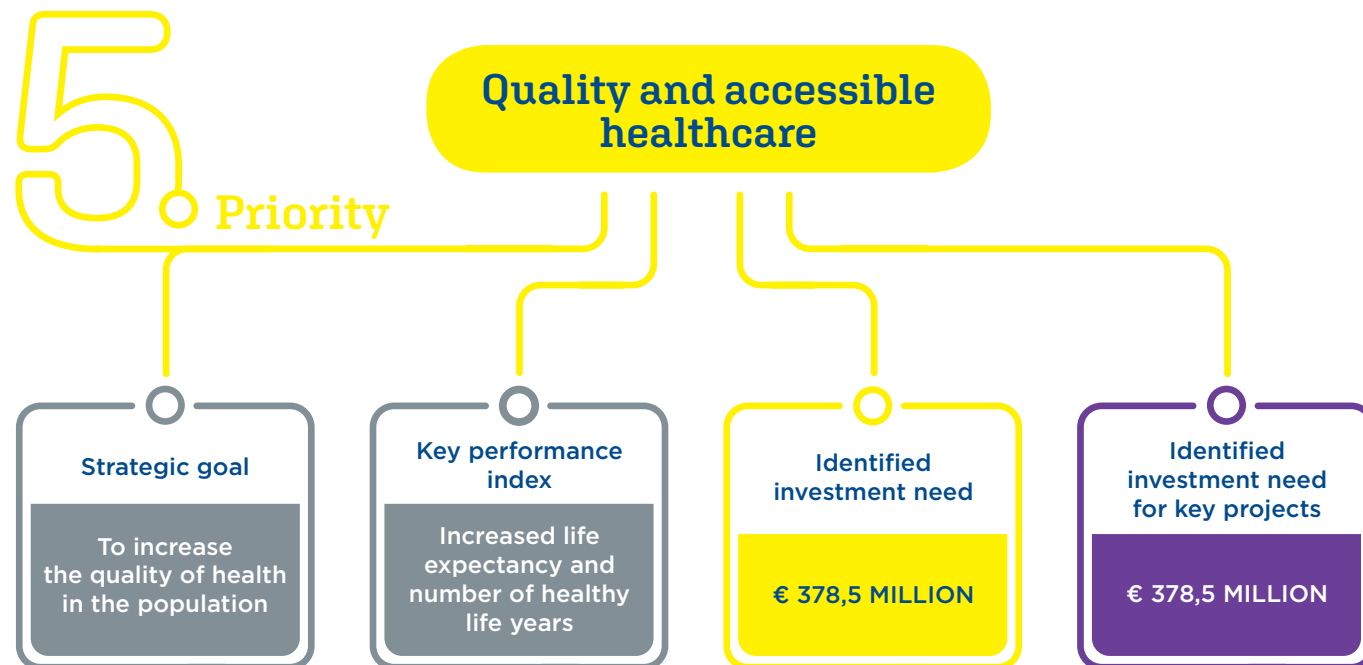 5
Priority
Quality and accessible
healthcare
Strategic goal
To increase
the quality of health
in the population
Key performance
index
Increased life
expectancy and
number of healthy
life years
Identified
investment need
€ 378,5 MILLION
Identified
investment need
for key projects
€ 378,5 MILLION